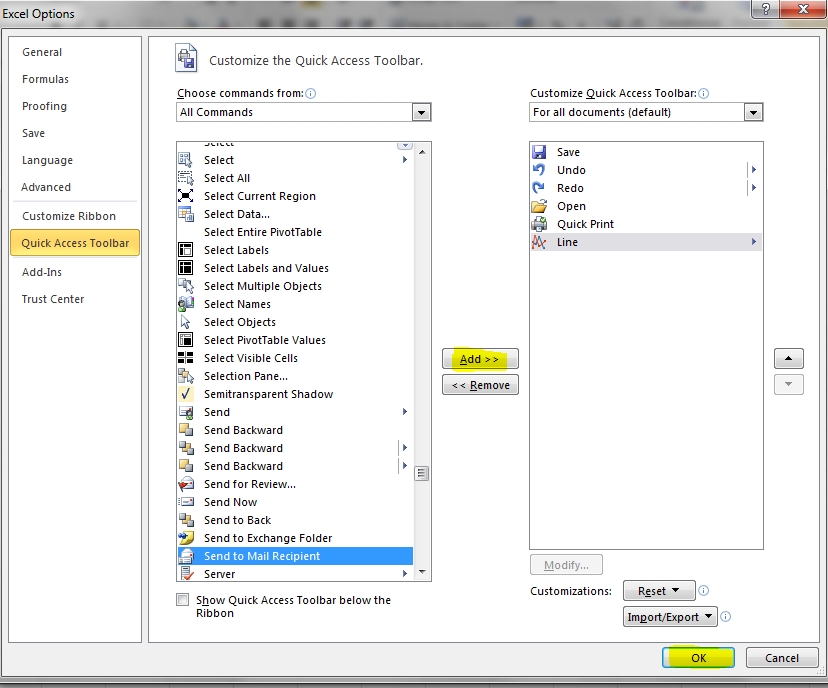 Excel Options
General
Formulas
Proofing
Save
Language
Advanced
Customize Ribbon
Quick Access Toolbar
Add-Ins
Trust Center
Customize the Quick Access Toolbar.
Choose commands from:
All Commands
Select
Select
Select All
Select Current Region
Select Data...
Select Entire PivotTable
Select Labels
Select Labels and Values
Select Multiple Objects
Select Names
Select Objects
Select PivotTable Values
Select Visible Cells
Selection Pane...
Semitransparent Shadow
Send
Send Backward
Send Backward
Send Backward
Send for Review...
Send Now
Send to Back
Send to Exchange Folder
Send to Mail Recipient
Server
Show Quick Access Toolbar below the
Ribbon
Add >>
<< Remove
Customize Quick Access Toolbar:
For all documents (default)
Save
Undo
Redo
Open
Quick Print
Line
Modify...
Customizations:
Reset
Import/Export
OK
Cancel